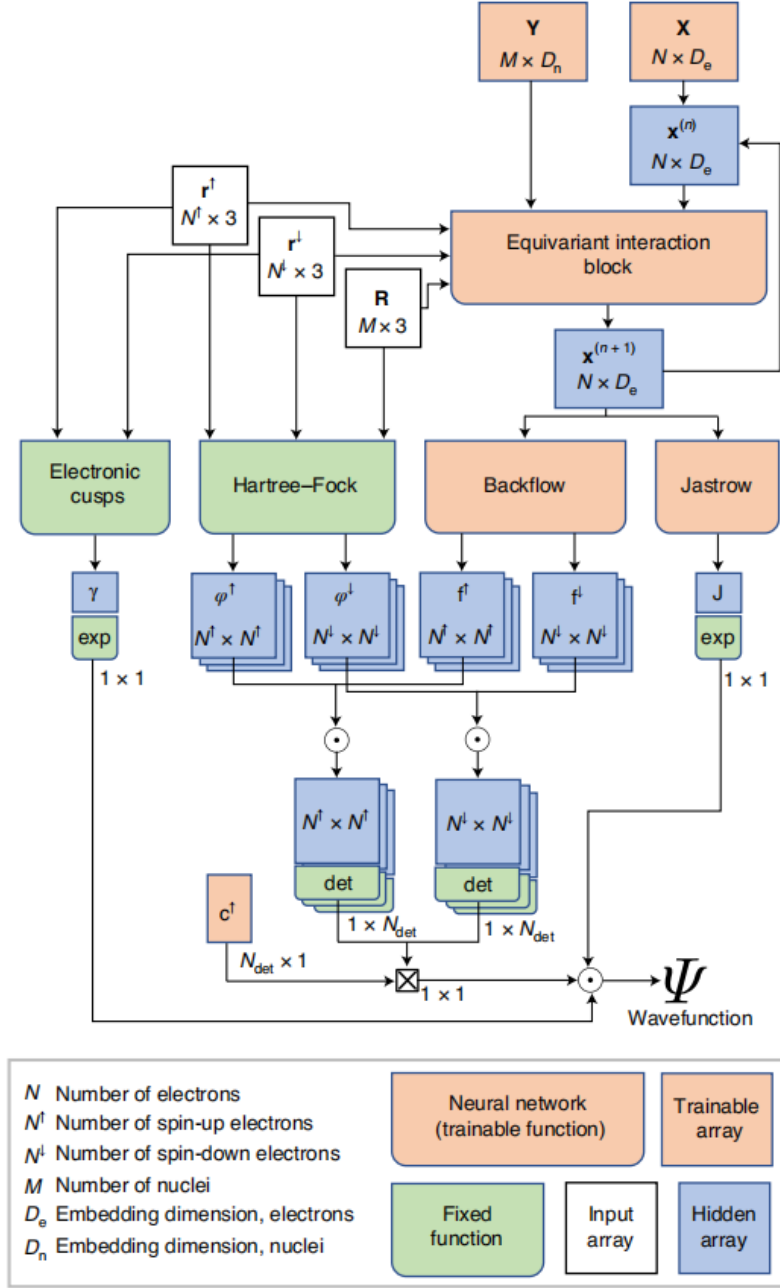 Y
M × Dₙ
X
N × Dₑ
x⁽ⁿ⁾
N × Dₑ
r↑
N↑ × 3
r↓
N↓ × 3
R
M × 3
Equivariant interaction
block
x⁽ⁿ ⁺ ¹⁾
N × Dₑ
Electronic
cusps
Hartree–Fock
Backflow
Jastrow
γ
exp
1 × 1
φ↑
N↑ × N↑
φ↓
N↓ × N↓
f↑
N↑ × N↑
f↓
N↓ × N↓
J
exp
1 × 1
N↑ × N↑
det
1 × N_det
N↓ × N↓
det
1 × N_det
c↑
N_det × 1
1 × 1
Ψ
Wavefunction
N Number of electrons
N↑ Number of spin-up electrons
N↓ Number of spin-down electrons
M Number of nuclei
Dₑ Embedding dimension, electrons
Dₙ Embedding dimension, nuclei
Neural network
(trainable function)
Trainable
array
Fixed
function
Input
array
Hidden
array